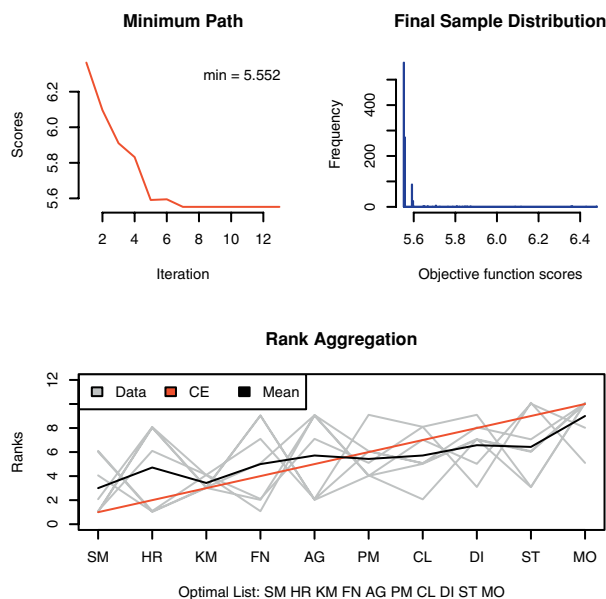 Minimum Path
min = 5.552
Scores
5.6 5.8 6.0 6.2
2 4 6 8 10 12
Iteration
Final Sample Distribution
Frequency
0 200 400
5.6 5.8 6.0 6.2 6.4
Objective function scores
Rank Aggregation
Data CE Mean
Ranks
0 2 4 6 8 12
SM HR KM FN AG PM CL DI ST MO
Optimal List: SM HR KM FN AG PM CL DI ST MO